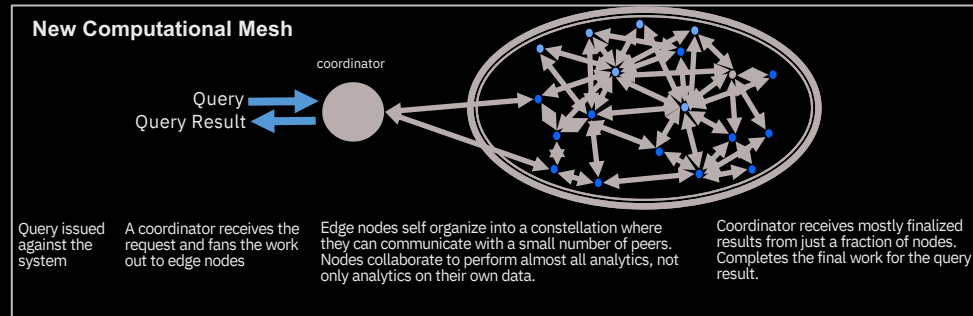 New Computational Mesh
coordinator
Query
Query Result
Query issued
against the
system
A coordinator receives the
request and fans the work
out to edge nodes
Edge nodes self organize into a constellation where
they can communicate with a small number of peers.
Nodes collaborate to perform almost all analytics, not
only analytics on their own data.
Coordinator receives mostly finalized
results from just a fraction of nodes.
Completes the final work for the query
result.